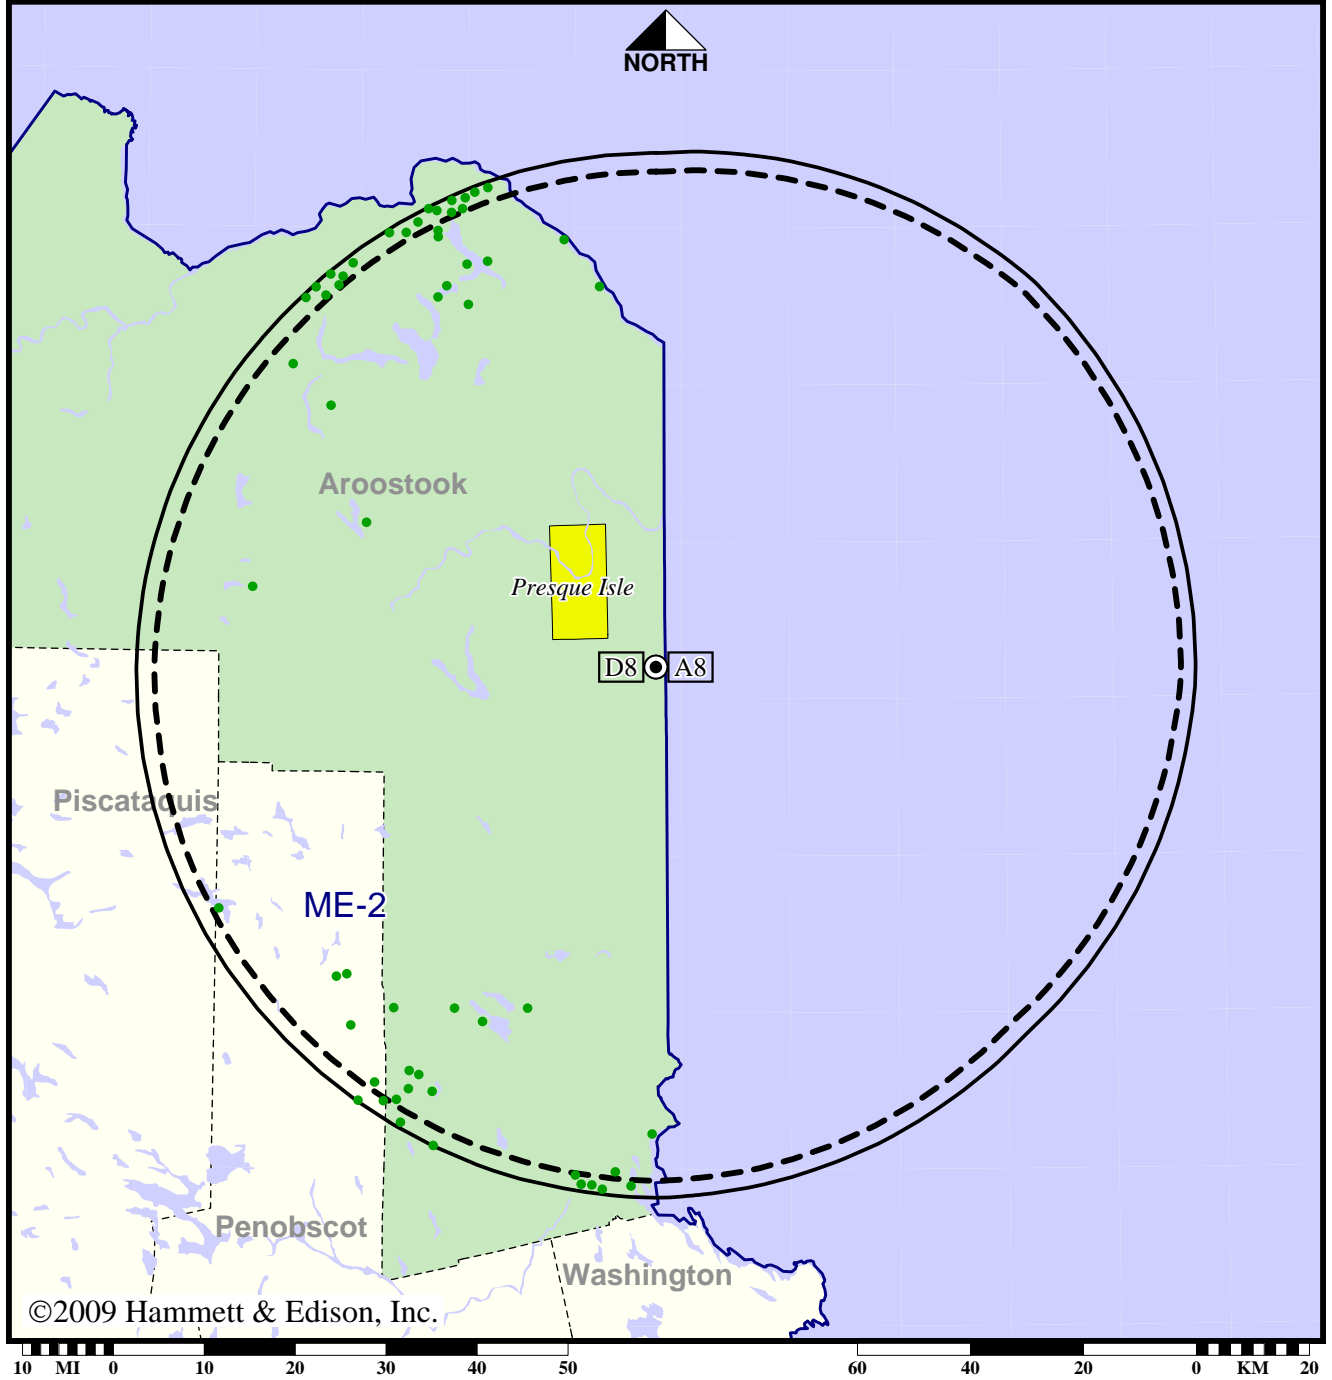 NORTH
Aroostook
Presque Isle
D8 A8
Piscataquis
ME-2
Penobscot
Washington
©2009 Hammett & Edison, Inc.
10 MI 0 10 20 30 40 50 60 40 20 0 KM 20